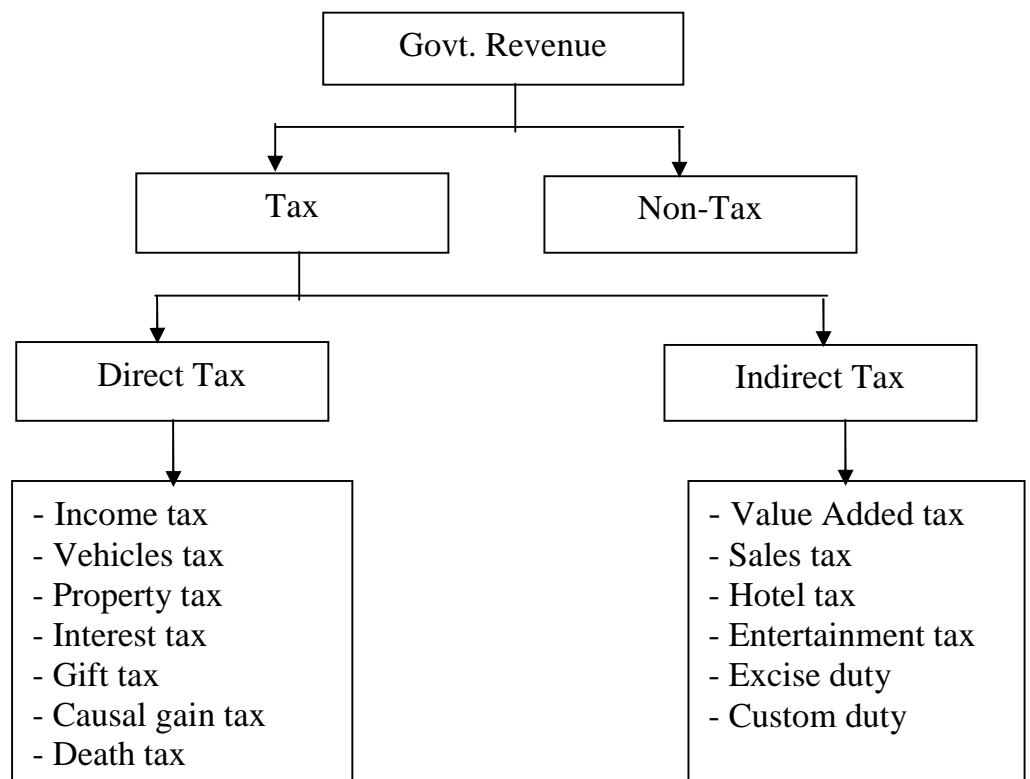 Govt. Revenue
Tax
Non-Tax
Direct Tax
Indirect Tax
- Income tax
- Vehicles tax
- Property tax
- Interest tax
- Gift tax
- Causal gain tax
- Death tax
- Value Added tax
- Sales tax
- Hotel tax
- Entertainment tax
- Excise duty
- Custom duty